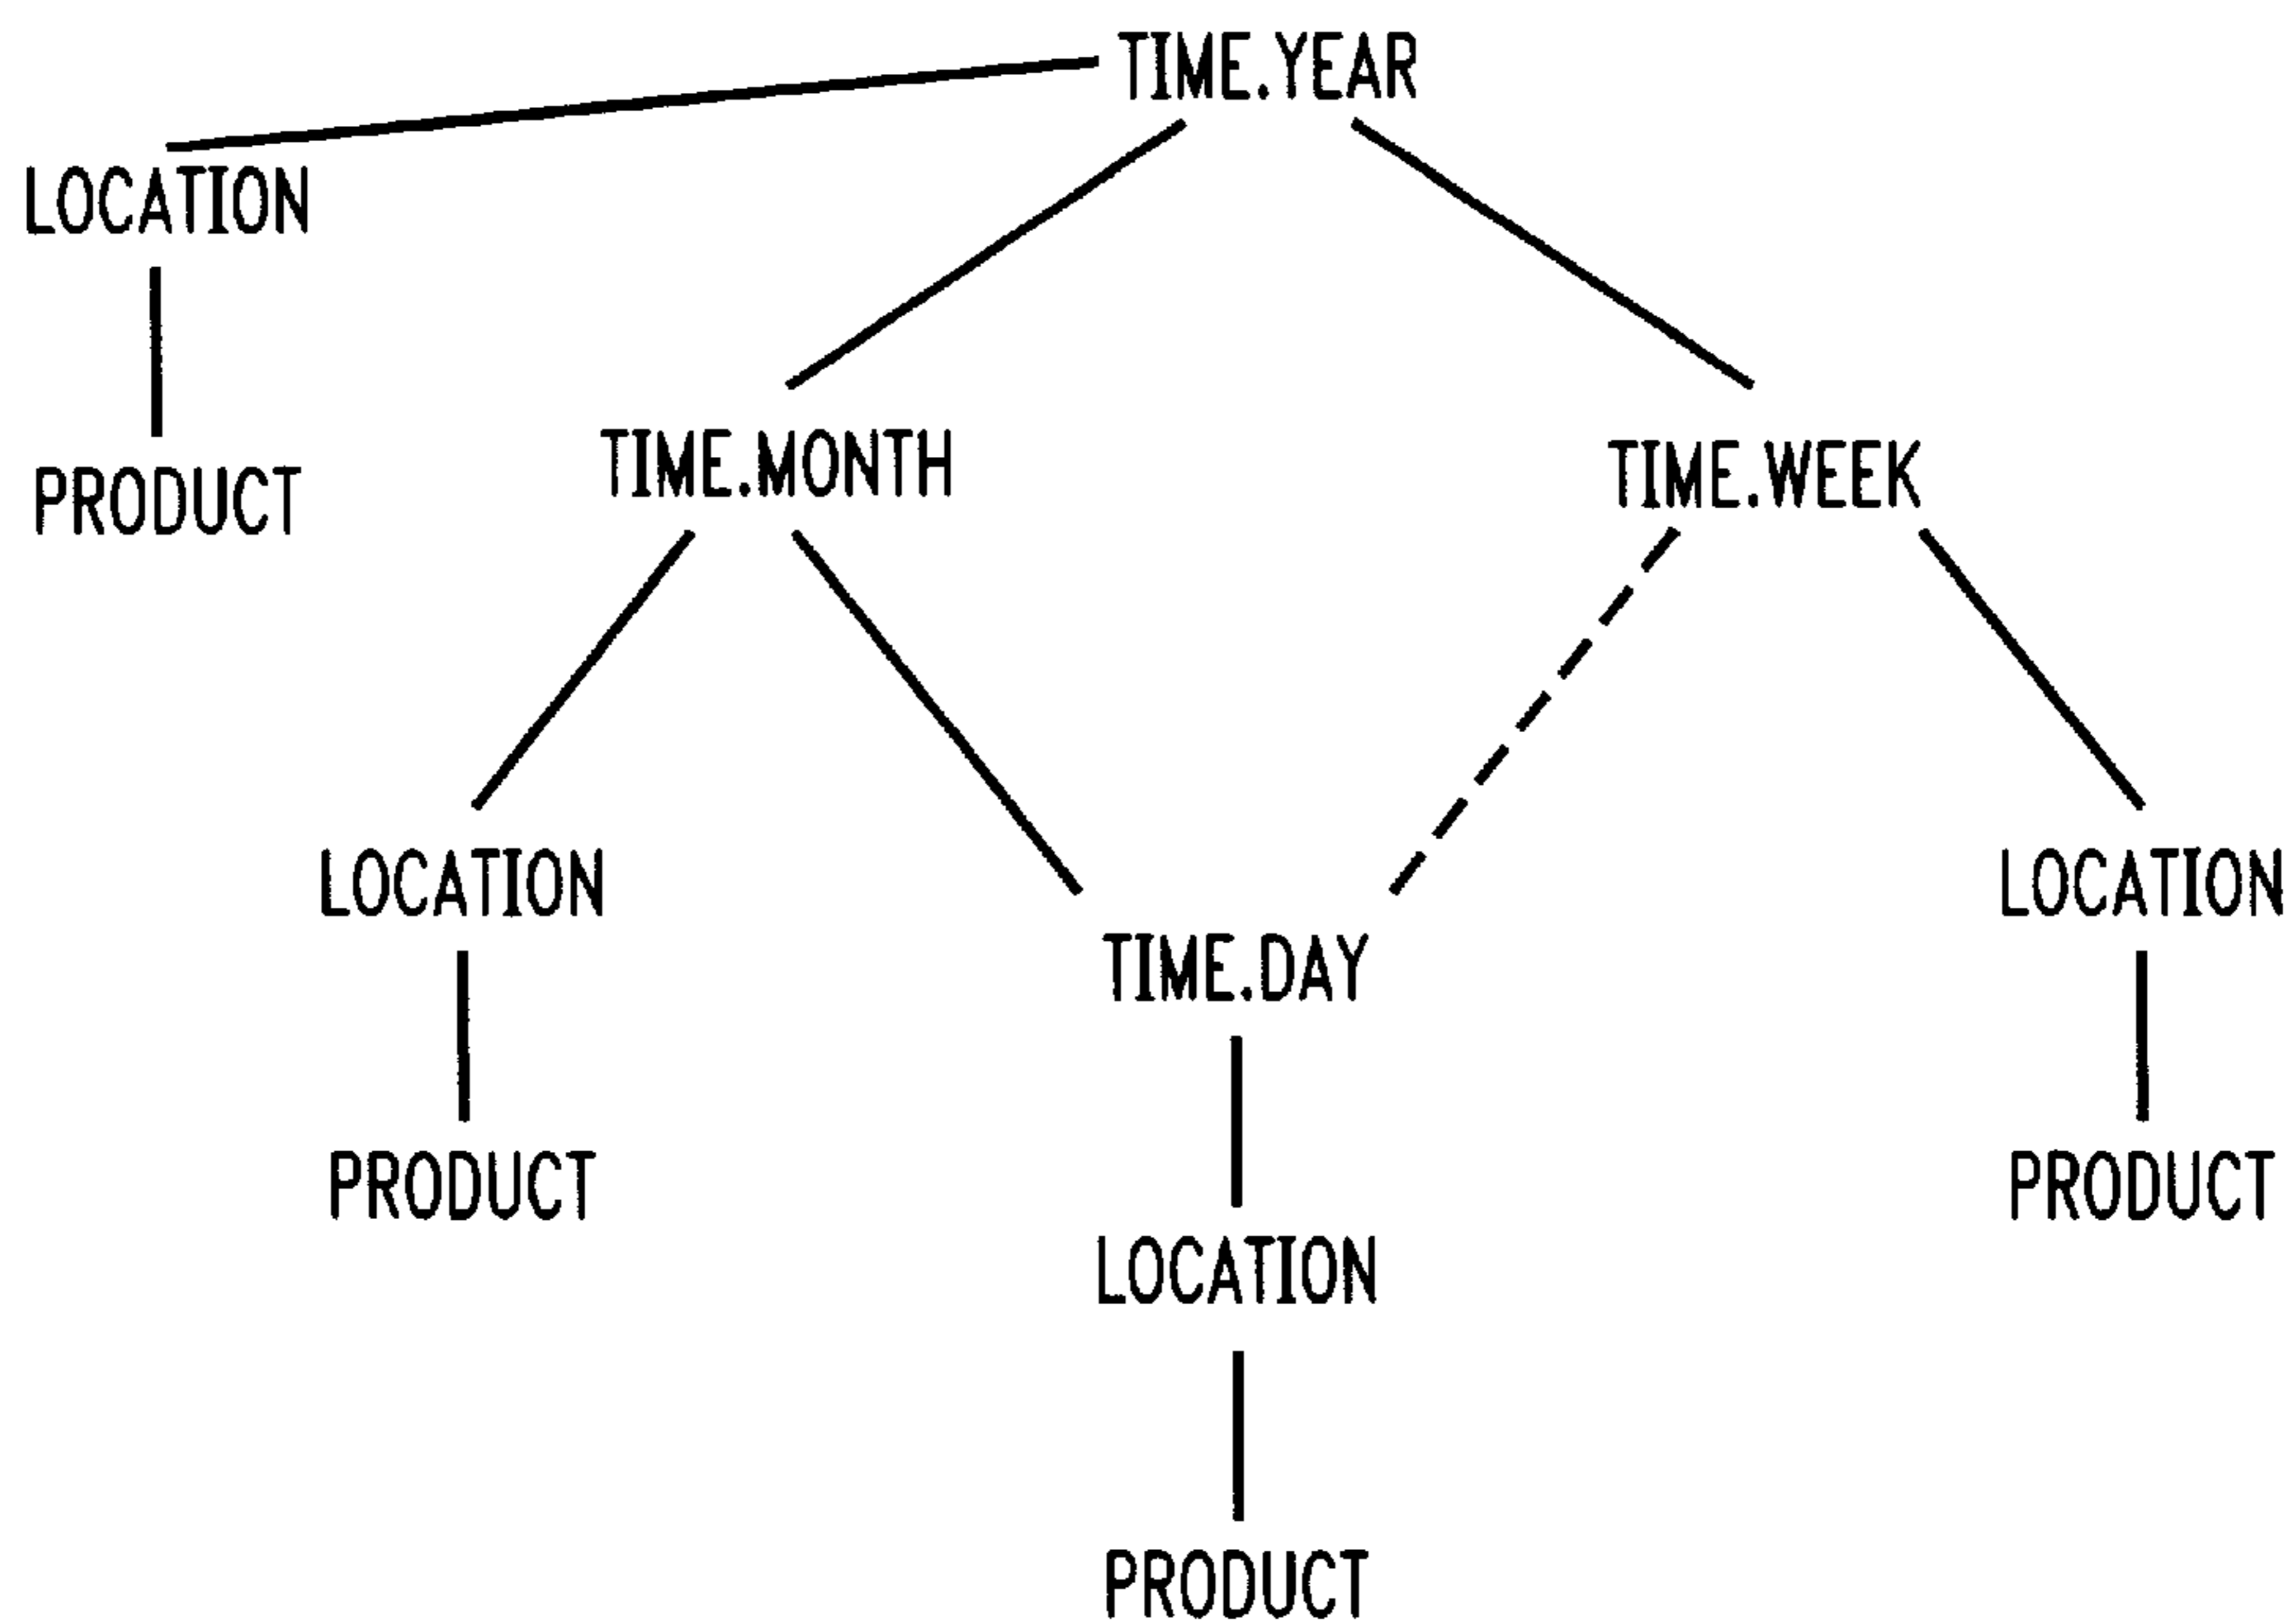 TIME.YEAR
LOCATION
PRODUCT
TIME.MONTH
TIME.WEEK
LOCATION
LOCATION
TIME.DAY
PRODUCT
PRODUCT
LOCATION
PRODUCT